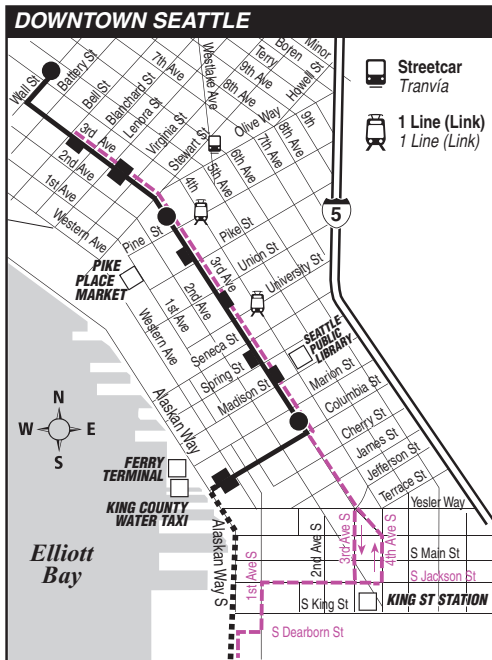 DOWNTOWN SEATTLE
Minor
Boren
Terry
9th Ave
8th Ave
Westlake Ave
7th Ave
Howell St
Battery St
Wall St
Bell St
Blanchard St
Lenora St
Virginia St
Stewart St
Olive Way
9th
8th Ave
7th Ave
6th Ave
5th Ave
4th
3rd Ave
2nd Ave
1st Ave
Western Ave
Streetcar
Tranvía
1 Line (Link)
1 Line (Link)
5
Pine St
Pike St
Union St
University St
3rd Ave
2nd Ave
1st Ave
Western Ave
PIKE
PLACE
MARKET
Seneca St
Spring St
Madison St
SEATTLE
PUBLIC
LIBRARY
Marion St
Columbia St
Cherry St
James St
Jefferson St
Terrace St
Yesler Way
Alaskan Way
N
W E
S
FERRY
TERMINAL
KING COUNTY
WATER TAXI
Elliott
Bay
Alaskan Way S
1st Ave S
2nd Ave S
3rd Ave S
4th Ave S
S Main St
S Jackson St
S King St
KING ST STATION
S Dearborn St